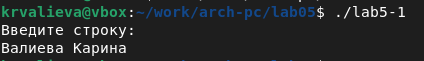 krvalieva@vbox:~/work/arch-pc/lab05$ ./lab5-1
Введите строку:
Валиева Карина